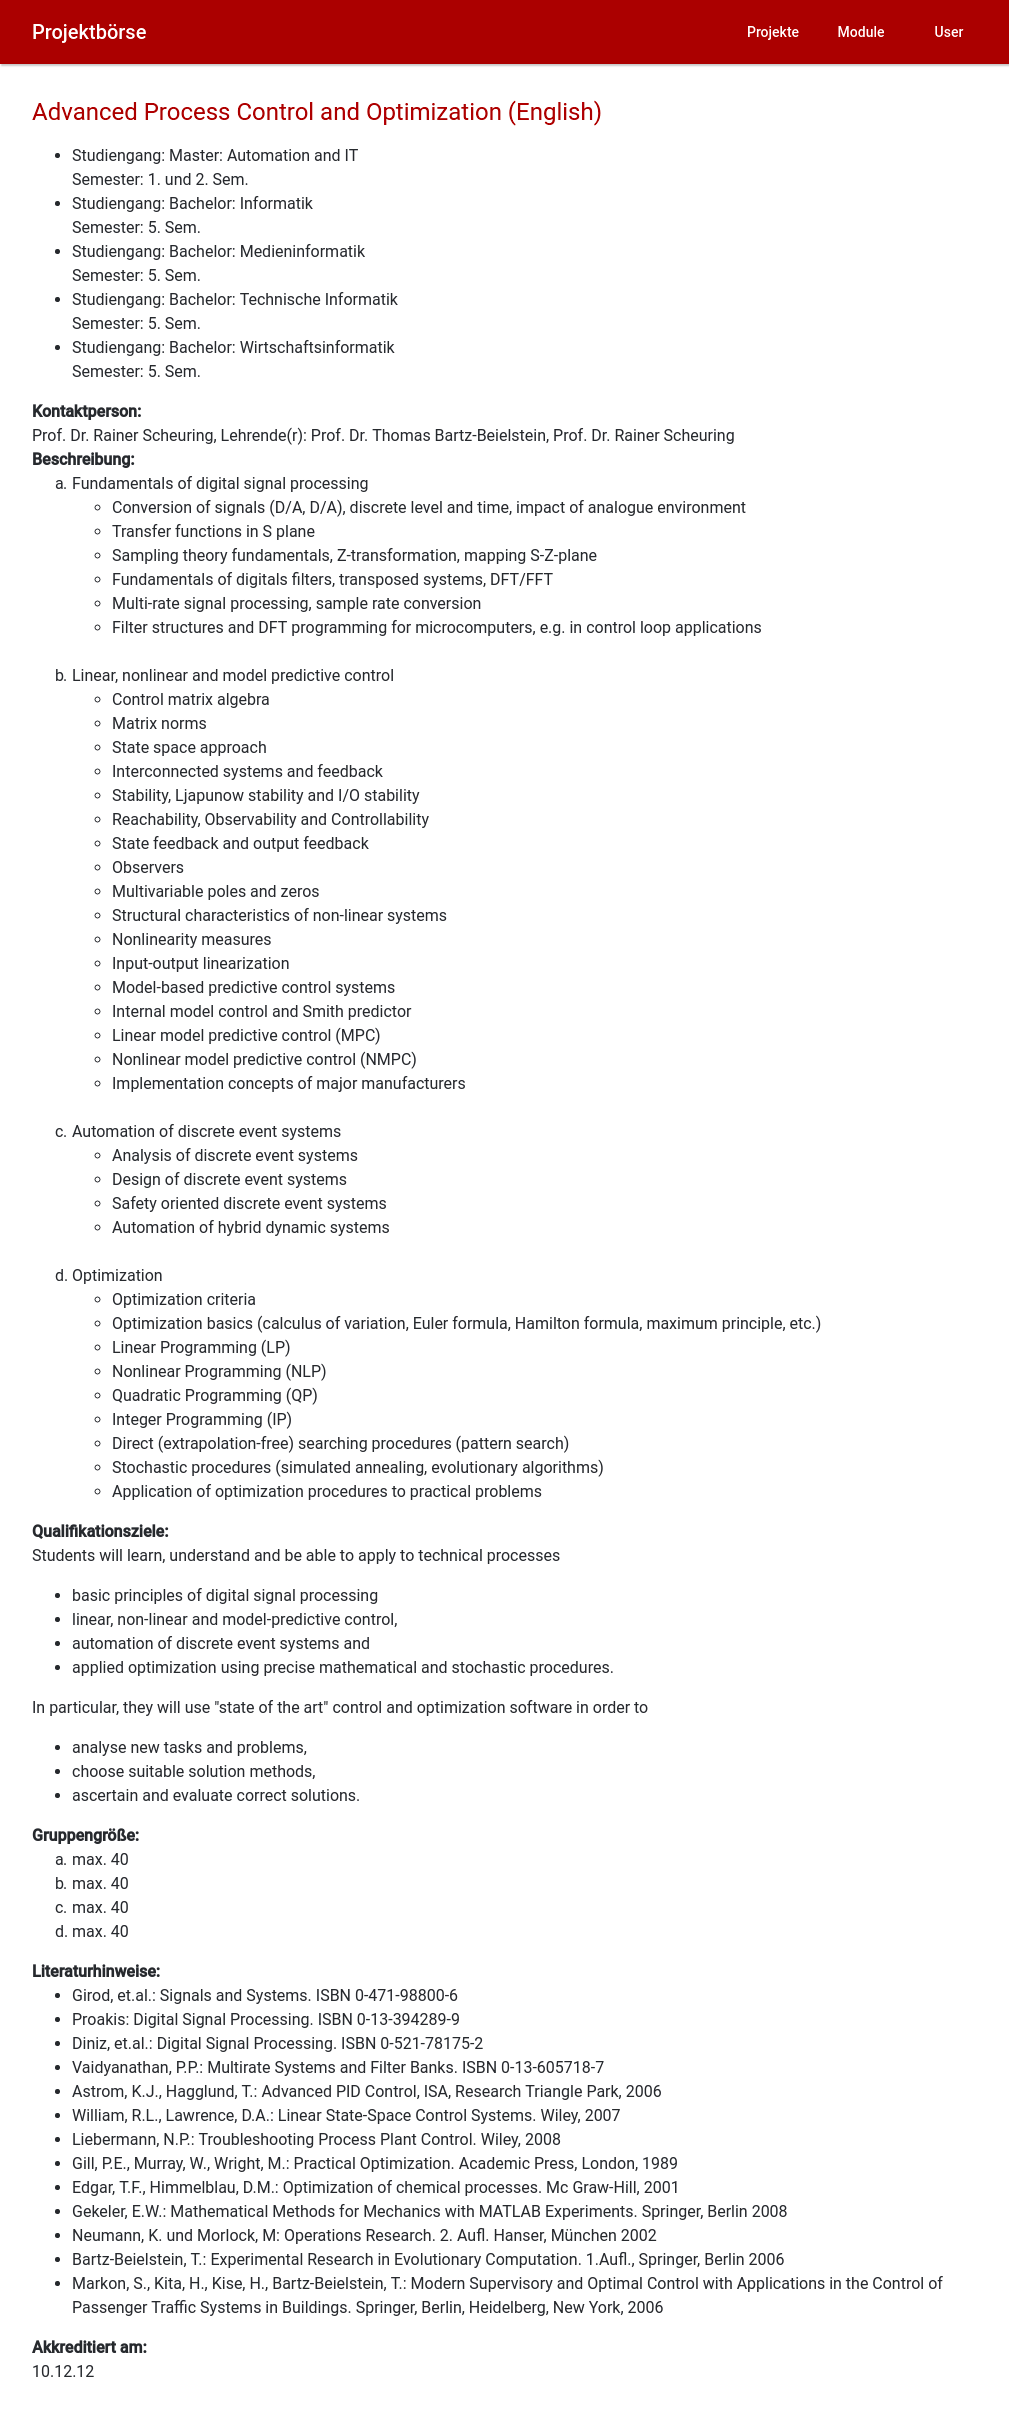 Projektbörse
Projekte
Module
User
Advanced Process Control and Optimization (English)
• Studiengang: Master: Automation and IT
Semester: 1. und 2. Sem.
• Studiengang: Bachelor: Informatik
Semester: 5. Sem.
• Studiengang: Bachelor: Medieninformatik
Semester: 5. Sem.
• Studiengang: Bachelor: Technische Informatik
Semester: 5. Sem.
• Studiengang: Bachelor: Wirtschaftsinformatik
Semester: 5. Sem.
Kontaktperson:
Prof. Dr. Rainer Scheuring, Lehrende(r): Prof. Dr. Thomas Bartz-Beielstein, Prof. Dr. Rainer Scheuring
Beschreibung:
a. Fundamentals of digital signal processing
◦ Conversion of signals (D/A, D/A), discrete level and time, impact of analogue environment
◦ Transfer functions in S plane
◦ Sampling theory fundamentals, Z-transformation, mapping S-Z-plane
◦ Fundamentals of digitals filters, transposed systems, DFT/FFT
◦ Multi-rate signal processing, sample rate conversion
◦ Filter structures and DFT programming for microcomputers, e.g. in control loop applications
b. Linear, nonlinear and model predictive control
◦ Control matrix algebra
◦ Matrix norms
◦ State space approach
◦ Interconnected systems and feedback
◦ Stability, Ljapunow stability and I/O stability
◦ Reachability, Observability and Controllability
◦ State feedback and output feedback
◦ Observers
◦ Multivariable poles and zeros
◦ Structural characteristics of non-linear systems
◦ Nonlinearity measures
◦ Input-output linearization
◦ Model-based predictive control systems
◦ Internal model control and Smith predictor
◦ Linear model predictive control (MPC)
◦ Nonlinear model predictive control (NMPC)
◦ Implementation concepts of major manufacturers
c. Automation of discrete event systems
◦ Analysis of discrete event systems
◦ Design of discrete event systems
◦ Safety oriented discrete event systems
◦ Automation of hybrid dynamic systems
d. Optimization
◦ Optimization criteria
◦ Optimization basics (calculus of variation, Euler formula, Hamilton formula, maximum principle, etc.)
◦ Linear Programming (LP)
◦ Nonlinear Programming (NLP)
◦ Quadratic Programming (QP)
◦ Integer Programming (IP)
◦ Direct (extrapolation-free) searching procedures (pattern search)
◦ Stochastic procedures (simulated annealing, evolutionary algorithms)
◦ Application of optimization procedures to practical problems
Qualifikationsziele:
Students will learn, understand and be able to apply to technical processes
• basic principles of digital signal processing
• linear, non-linear and model-predictive control,
• automation of discrete event systems and
• applied optimization using precise mathematical and stochastic procedures.
In particular, they will use "state of the art" control and optimization software in order to
• analyse new tasks and problems,
• choose suitable solution methods,
• ascertain and evaluate correct solutions.
Gruppengröße:
a. max. 40
b. max. 40
c. max. 40
d. max. 40
Literaturhinweise:
• Girod, et.al.: Signals and Systems. ISBN 0-471-98800-6
• Proakis: Digital Signal Processing. ISBN 0-13-394289-9
• Diniz, et.al.: Digital Signal Processing. ISBN 0-521-78175-2
• Vaidyanathan, P.P.: Multirate Systems and Filter Banks. ISBN 0-13-605718-7
• Astrom, K.J., Hagglund, T.: Advanced PID Control, ISA, Research Triangle Park, 2006
• William, R.L., Lawrence, D.A.: Linear State-Space Control Systems. Wiley, 2007
• Liebermann, N.P.: Troubleshooting Process Plant Control. Wiley, 2008
• Gill, P.E., Murray, W., Wright, M.: Practical Optimization. Academic Press, London, 1989
• Edgar, T.F., Himmelblau, D.M.: Optimization of chemical processes. Mc Graw-Hill, 2001
• Gekeler, E.W.: Mathematical Methods for Mechanics with MATLAB Experiments. Springer, Berlin 2008
• Neumann, K. und Morlock, M: Operations Research. 2. Aufl. Hanser, München 2002
• Bartz-Beielstein, T.: Experimental Research in Evolutionary Computation. 1.Aufl., Springer, Berlin 2006
• Markon, S., Kita, H., Kise, H., Bartz-Beielstein, T.: Modern Supervisory and Optimal Control with Applications in the Control of
Passenger Traffic Systems in Buildings. Springer, Berlin, Heidelberg, New York, 2006
Akkreditiert am:
10.12.12